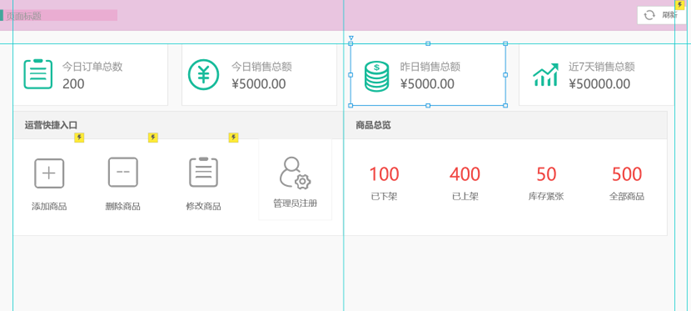 页面标题
刷新
今日订单总数
200
今日销售总额
¥5000.00
昨日销售总额
¥5000.00
近7天销售总额
¥50000.00
运营快捷入口
商品总览
添加商品
删除商品
修改商品
管理员注册
100
已下架
400
已上架
50
库存紧张
500
全部商品